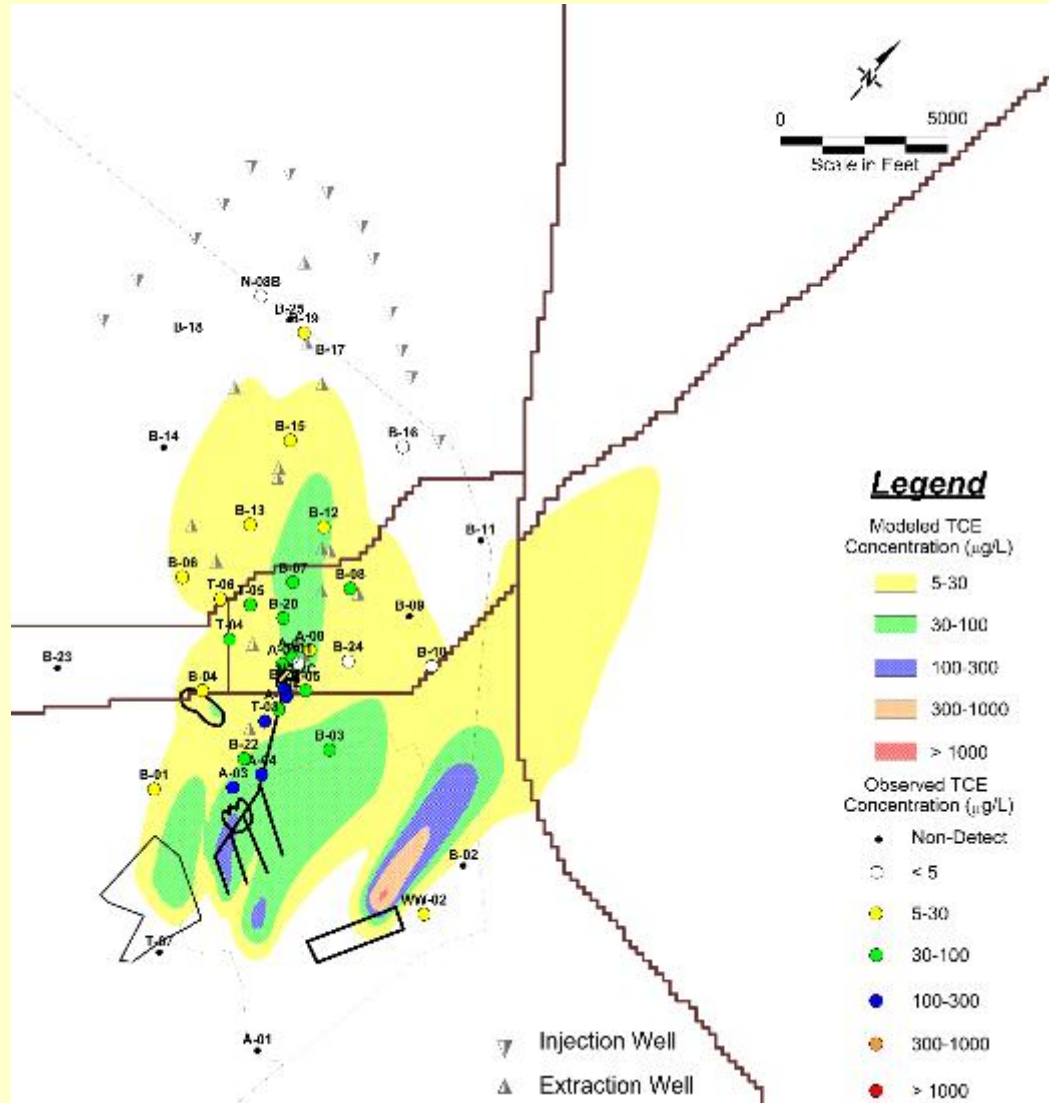 N
0 5000
Scale in Feet
N-08B
B-25
B-19
B-18
B-17
B-14
B-15
B-16
B-13
B-12
B-11
B-06
B-07
B-08
T-06
T-05
B-20
B-09
T-04
A-08
B-24
B-10
B-23
B-04
T-03
B-22
B-03
A-04
A-03
B-01
B-02
WW-02
T-07
A-01
Injection Well
Extraction Well
Legend
Modeled TCE
Concentration (µg/L)
5-30
30-100
100-300
300-1000
> 1000
Observed TCE
Concentration (µg/L)
Non-Detect
< 5
5-30
30-100
100-300
300-1000
> 1000